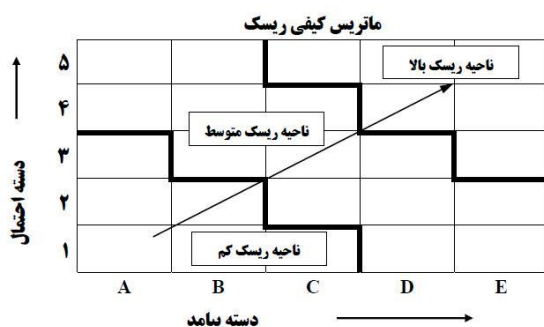 ماتریس کیفی ریسک
۵
ناحیه ریسک بالا
۴
ناحیه ریسک متوسط
۳
۲
ناحیه ریسک کم
۱
دسته احتمال
A B C D E
دسته پیامد